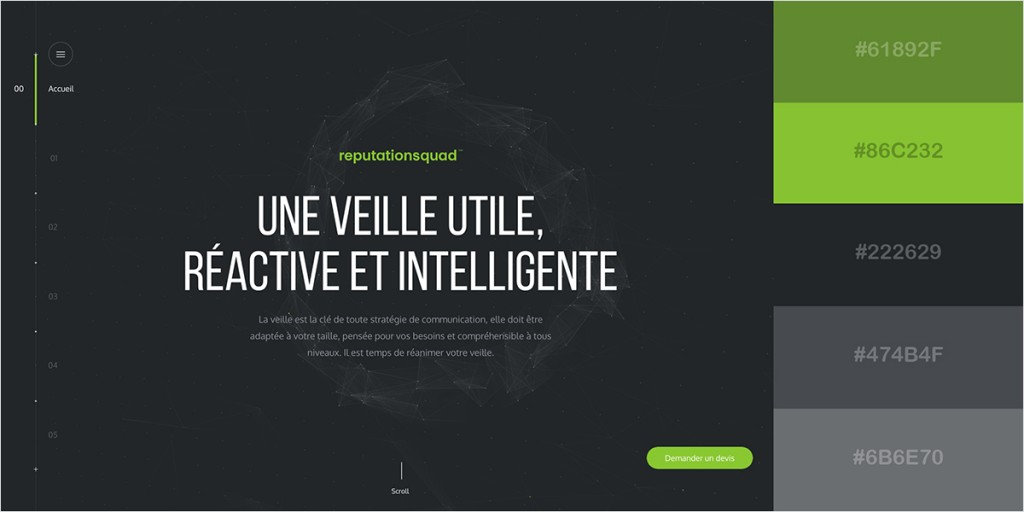 00
Accueil
01
02
03
04
05
reputationsquad™
UNE VEILLE UTILE,
RÉACTIVE ET INTELLIGENTE
La veille est la clé de toute stratégie de communication, elle doit être
adaptée à votre taille, pensée pour vos besoins et compréhensible à tous
niveaux. Il est temps de réanimer votre veille.
Demander un devis
Scroll
#61892F
#86C232
#222629
#474B4F
#6B6E70